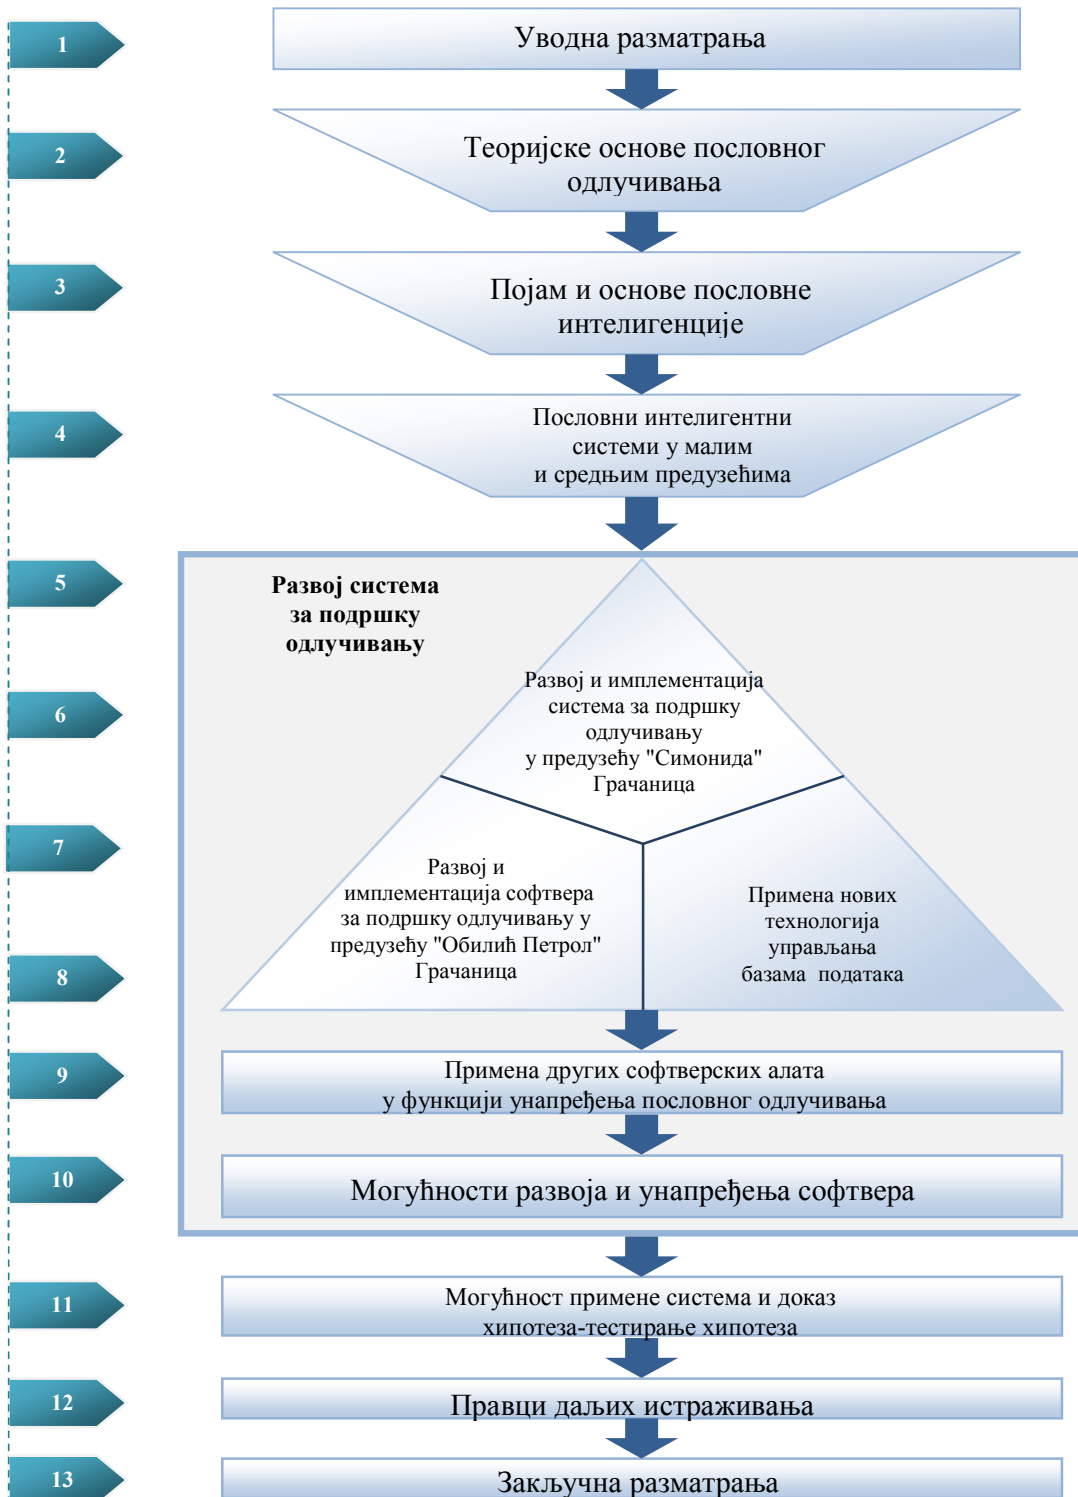 1
Уводна разматрања
2
Теоријске основе пословног
одлучивања
3
Појам и основе пословне
интелигенције
4
Пословни интелигентни
системи у малим
и средњим предузећима
5
Развој система
за подршку
одлучивању
6
Развој и имплементација
система за подршку
одлучивању
у предузећу "Симонида"
Грачаница
7
Развој и
имплементација софтвера
за подршку одлучивању у
предузећу "Обилић Петрол"
Грачаница
Примена нових
технологија
управљања
базама података
8
9
Примена других софтверских алата
у функцији унапређења пословног одлучивања
10
Могућности развоја и унапређења софтвера
11
Могућност примене система и доказ
хипотеза-тестирање хипотеза
12
Правци даљих истраживања
13
Закључна разматрања